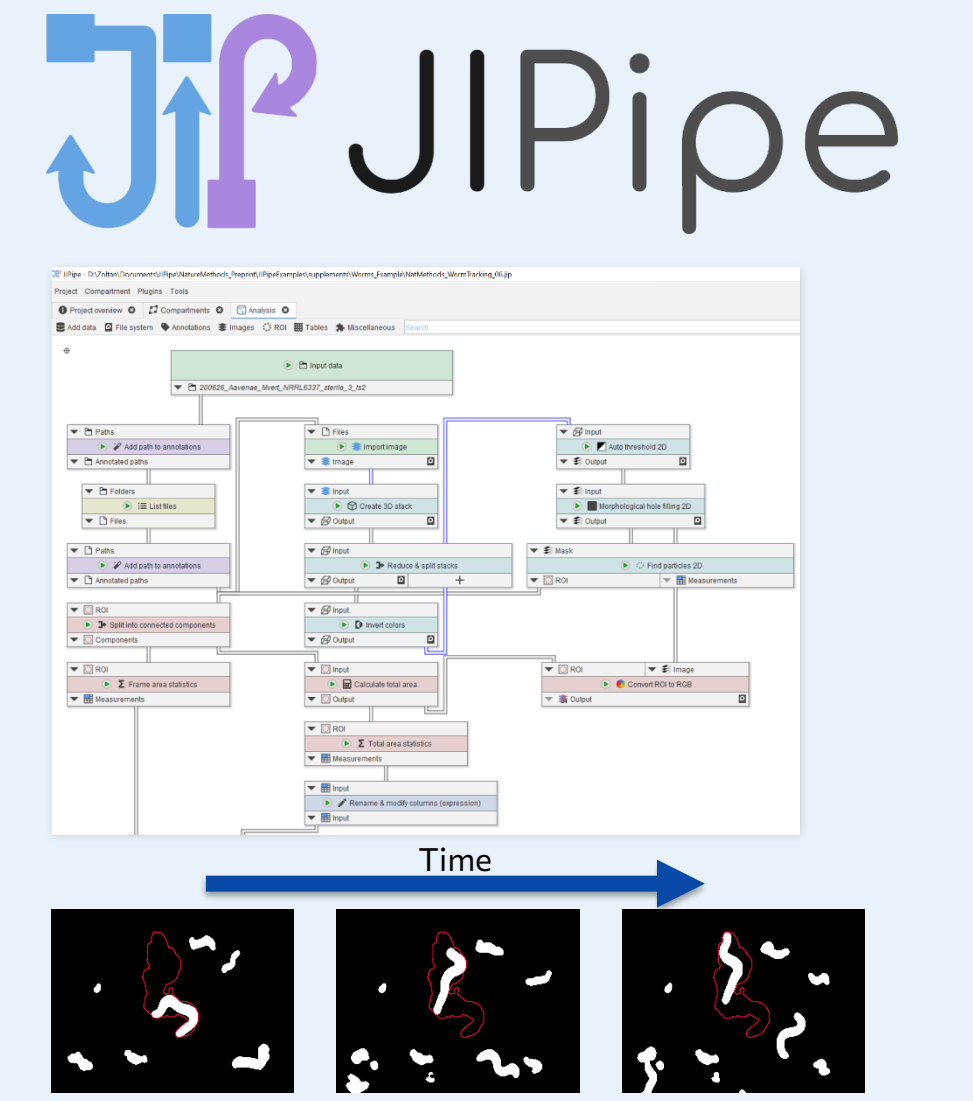 JIPipe
JIPipe
JIPipe - D:\Zoltan\Documents\JIPipe\NatureMethods_Preprint\JIPipeExamples\supplements\Worms_Example\NatMethods_WormTracking_06.jip
Project Compartment Plugins Tools
Project overview Compartments Analysis
Add data File system Annotations Images ROI Tables Miscellaneous Search ...
Input data
200626_Aavenae_Mvert_NRRL6337_sterile_3_ts2
Paths
Add path to annotations
Annotated paths
Folders
List files
Files
Paths
Add path to annotations
Annotated paths
ROI
Split into connected components
Components
ROI
Frame area statistics
Measurements
Files
Import image
Image
Input
Create 3D stack
Output
Input
Reduce & split stacks
Output +
Input
Invert colors
Output
Input
Calculate total area
Output
ROI
Total area statistics
Measurements
Input
Rename & modify columns (expression)
Input
Input
Auto threshold 2D
Output
Input
Morphological hole filling 2D
Output
Mask
Find particles 2D
ROI Measurements
ROI Image
Convert ROI to RGB
Output
Time